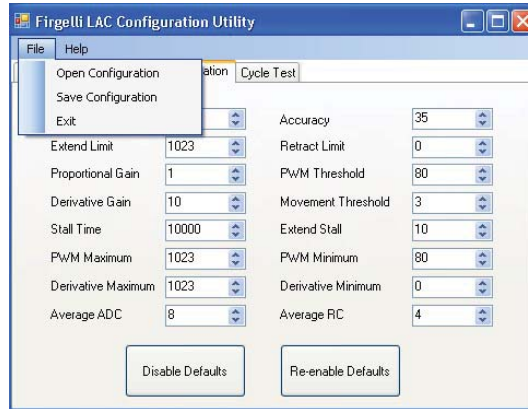 Firgelli LAC Configuration Utility
File Help
Open Configuration
Save Configuration
Exit
Cycle Test
Accuracy 35
Extend Limit 1023 Retract Limit 0
Proportional Gain 1 PWM Threshold 80
Derivative Gain 10 Movement Threshold 3
Stall Time 10000 Extend Stall 10
PWM Maximum 1023 PWM Minimum 80
Derivative Maximum 1023 Derivative Minimum 0
Average ADC 8 Average RC 4
Disable Defaults Re-enable Defaults